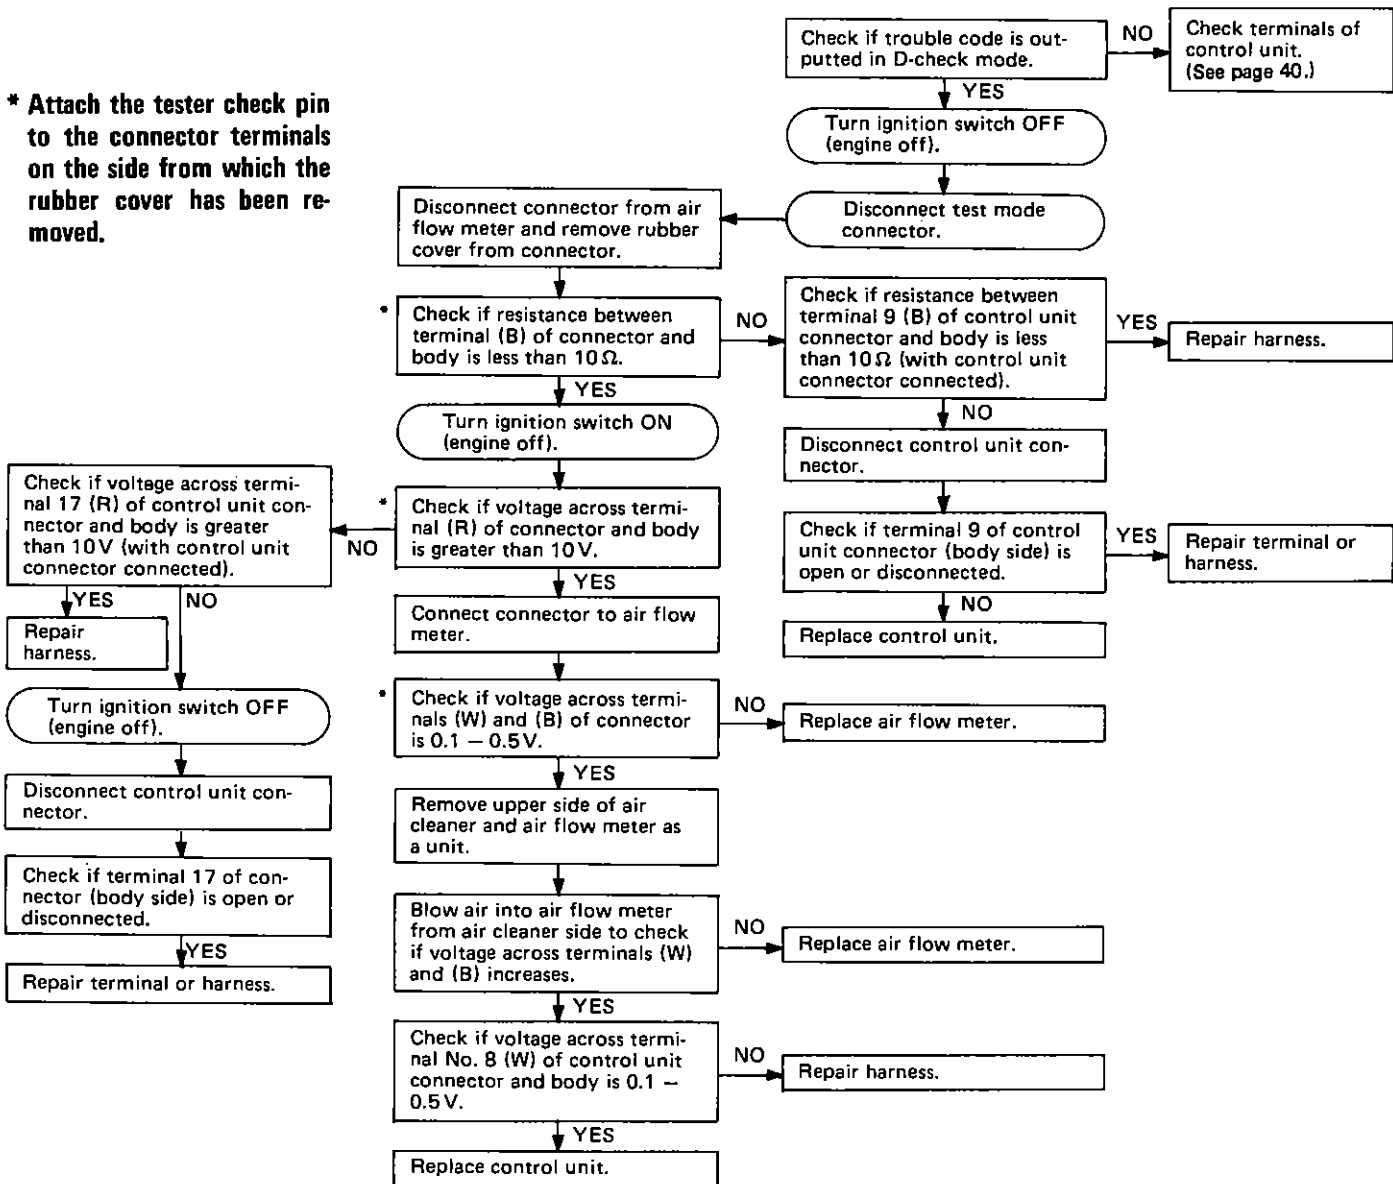 * Attach the tester check pin
to the connector terminals
on the side from which the
rubber cover has been re-
moved.
Check if trouble code is out-
putted in D-check mode.
NO
Check terminals of
control unit.
(See page 40.)
YES
Turn ignition switch OFF
(engine off).
Disconnect test mode
connector.
Disconnect connector from air
flow meter and remove rubber
cover from connector.
*
Check if resistance between
terminal (B) of connector and
body is less than 10Ω.
NO
Check if resistance between
terminal 9 (B) of control unit
connector and body is less
than 10Ω (with control unit
connector connected).
YES
Repair harness.
NO
Disconnect control unit con-
nector.
Check if terminal 9 of control
unit connector (body side) is
open or disconnected.
YES
Repair terminal or
harness.
NO
Replace control unit.
YES
Turn ignition switch ON
(engine off).
*
Check if voltage across termi-
nal (R) of connector and body
is greater than 10V.
NO
Check if voltage across termi-
nal 17 (R) of control unit con-
nector and body is greater
than 10V (with control unit
connector connected).
YES
Repair
harness.
NO
Turn ignition switch OFF
(engine off).
Disconnect control unit con-
nector.
Check if terminal 17 of con-
nector (body side) is open or
disconnected.
YES
Repair terminal or harness.
YES
Connect connector to air flow
meter.
*
Check if voltage across termi-
nals (W) and (B) of connector
is 0.1 – 0.5V.
NO
Replace air flow meter.
YES
Remove upper side of air
cleaner and air flow meter as
a unit.
Blow air into air flow meter
from air cleaner side to check
if voltage across terminals (W)
and (B) increases.
NO
Replace air flow meter.
YES
Check if voltage across termi-
nal No. 8 (W) of control unit
connector and body is 0.1 –
0.5V.
NO
Repair harness.
YES
Replace control unit.